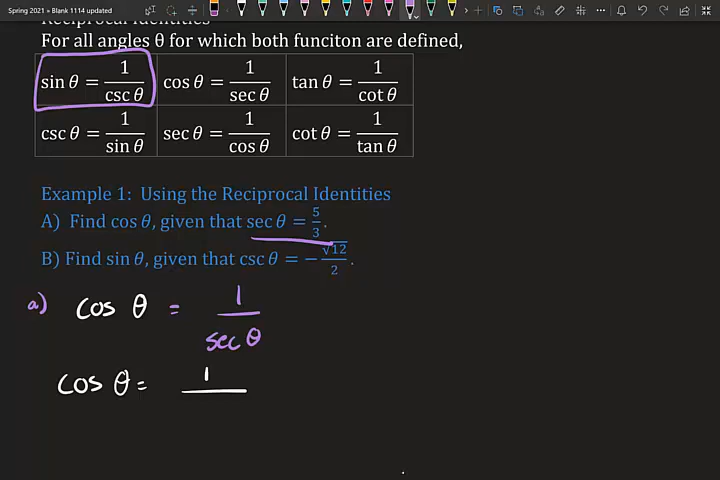 Spring 2021 » Blank 1114 updated
Reciprocal Identities
For all angles θ for which both funciton are defined,
sin θ = 1/csc θ cos θ = 1/sec θ tan θ = 1/cot θ
csc θ = 1/sin θ sec θ = 1/cos θ cot θ = 1/tan θ
Example 1: Using the Reciprocal Identities
A) Find cos θ, given that sec θ = 5/3.
B) Find sin θ, given that csc θ = −√12/2.
a) cos θ = 1/sec θ
cos θ = 1/